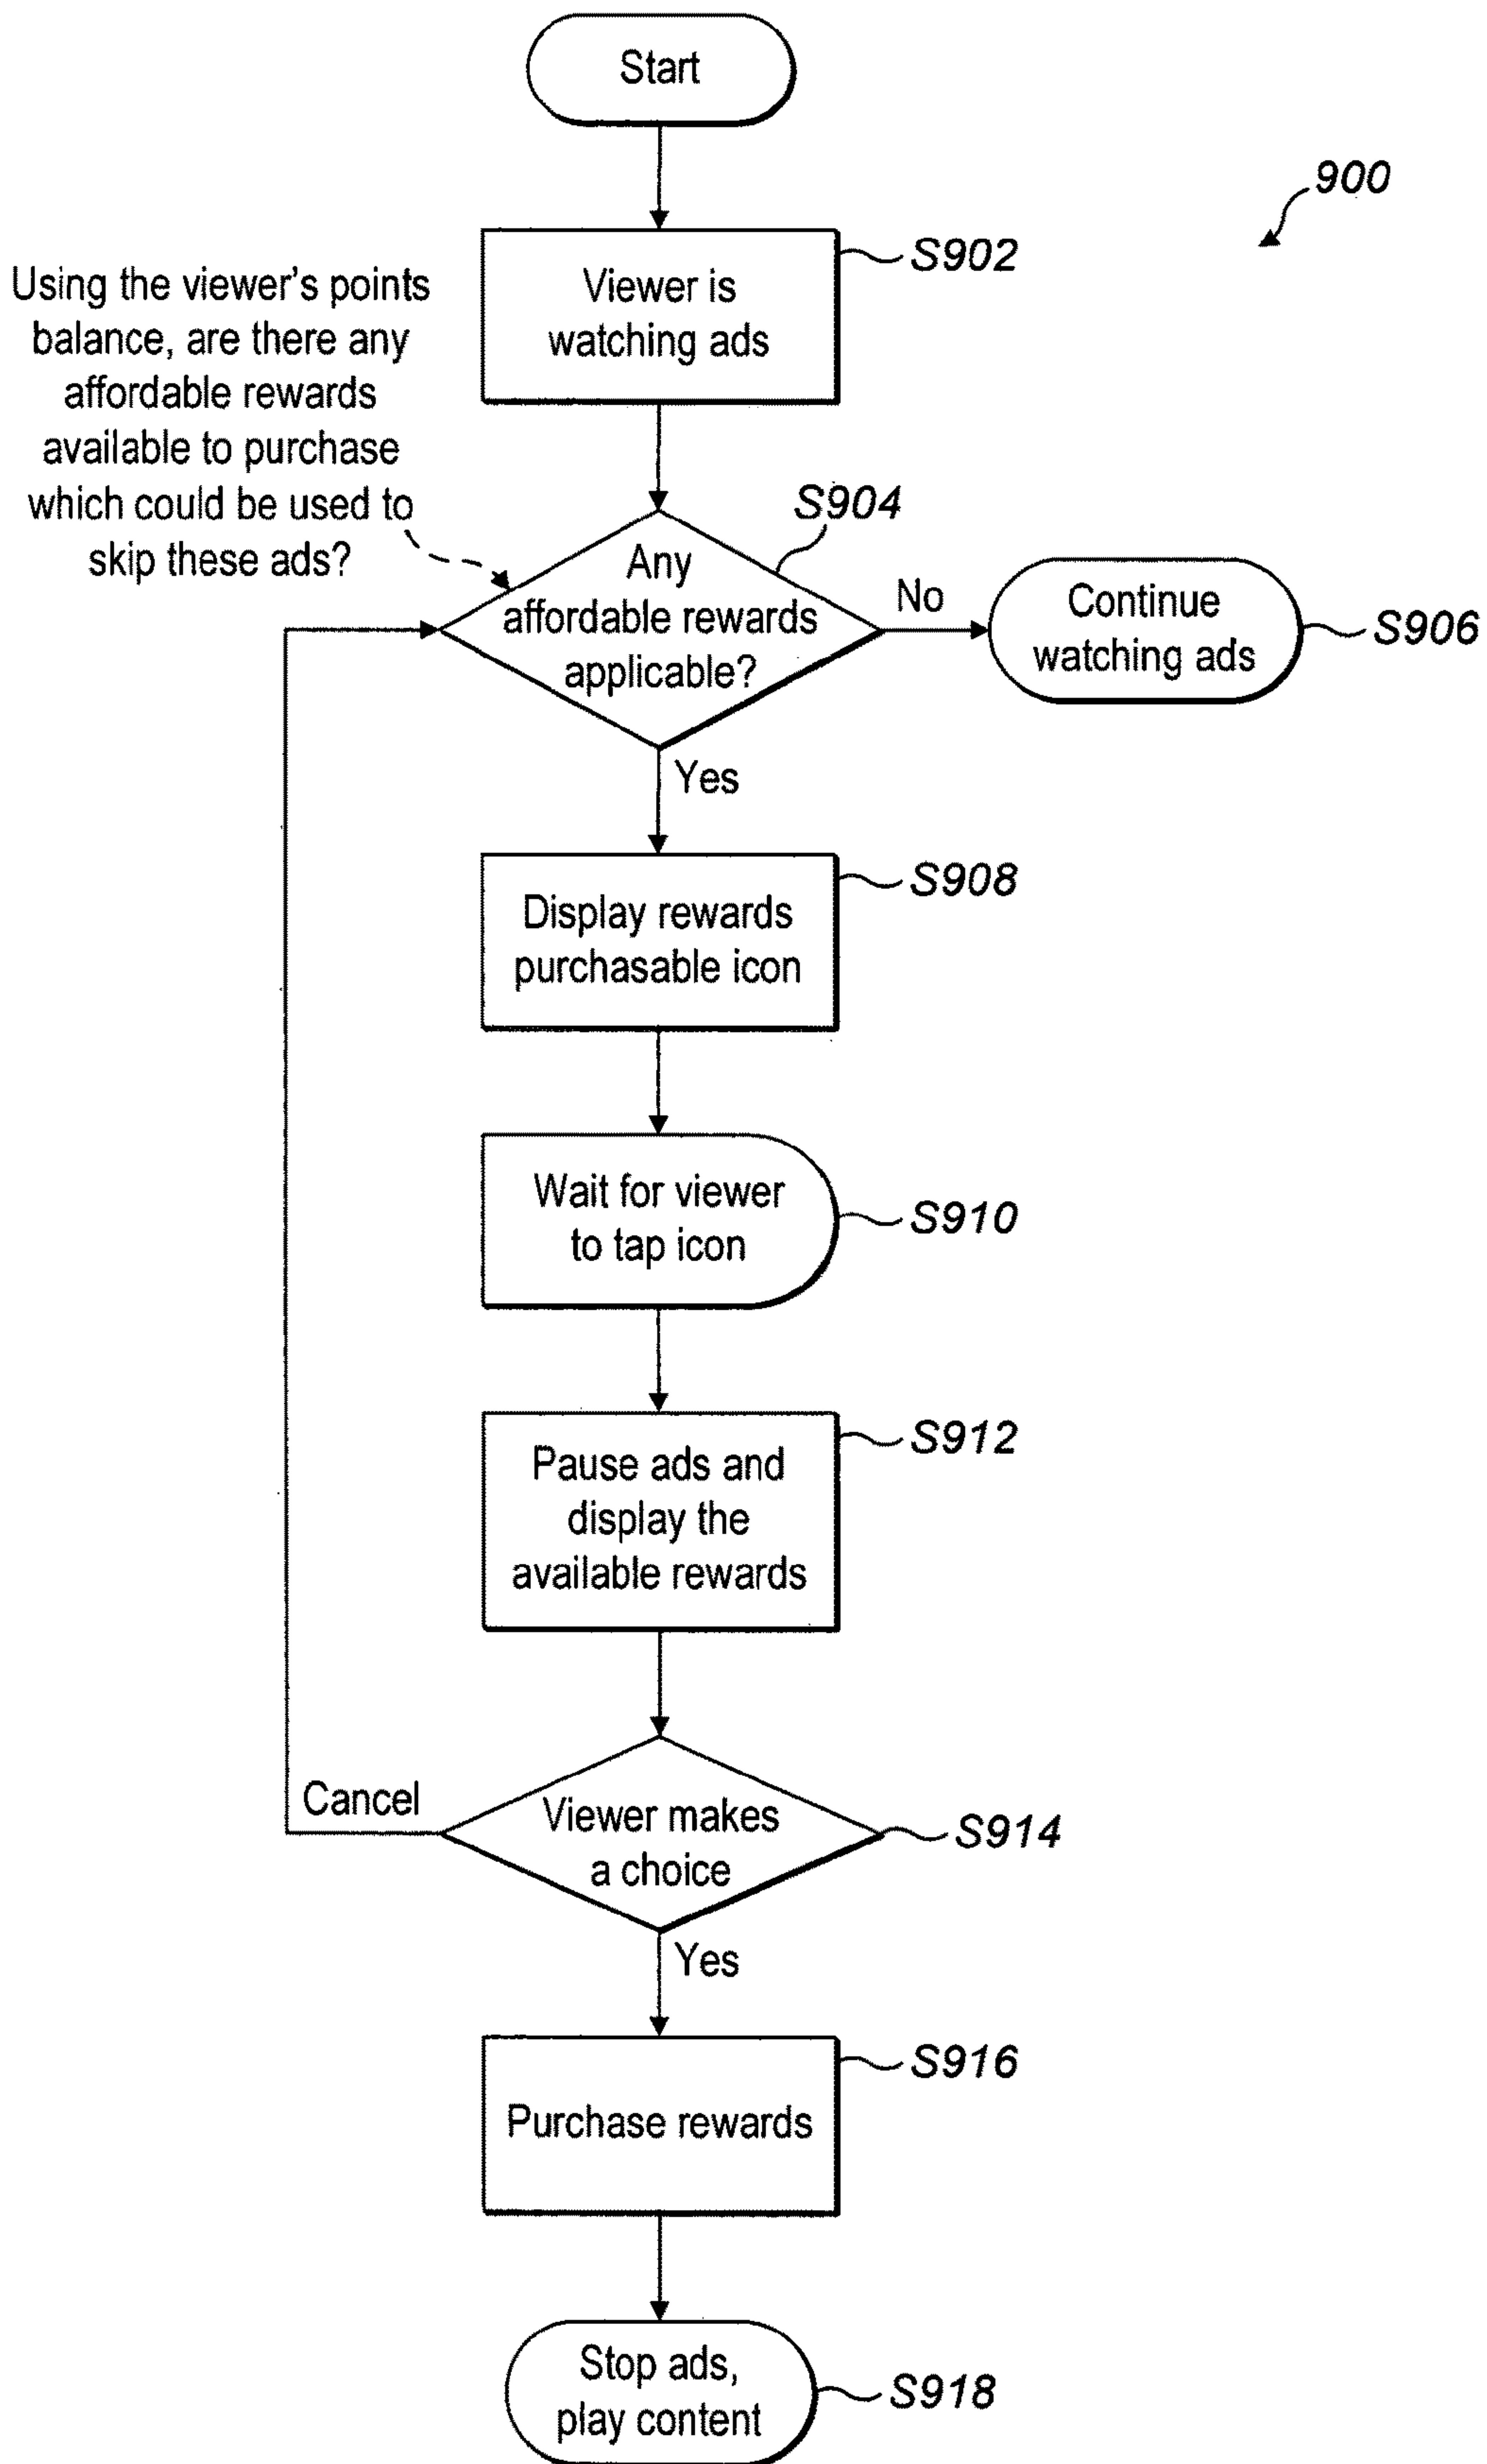 Start
900
S902
Viewer is
watching ads
Using the viewer's points
balance, are there any
affordable rewards
available to purchase
which could be used to
skip these ads?
S904
Any
affordable rewards
applicable?
No
Continue
watching ads
S906
Yes
S908
Display rewards
purchasable icon
Wait for viewer
to tap icon
S910
S912
Pause ads and
display the
available rewards
Cancel
Viewer makes
a choice
S914
Yes
S916
Purchase rewards
Stop ads,
play content
S918